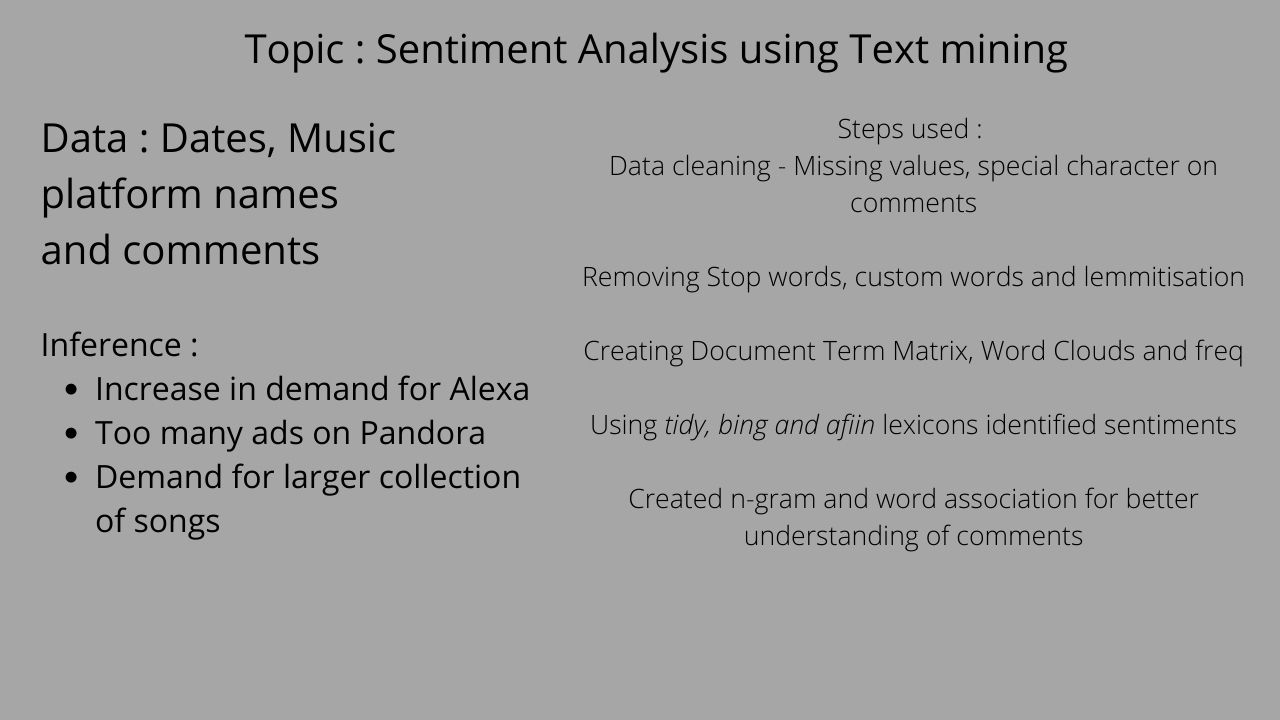 Topic : Sentiment Analysis using Text mining
Data : Dates, Music
platform names
and comments
Inference :
• Increase in demand for Alexa
• Too many ads on Pandora
• Demand for larger collection
of songs
Steps used :
Data cleaning - Missing values, special character on
comments
Removing Stop words, custom words and lemmitisation
Creating Document Term Matrix, Word Clouds and freq
Using tidy, bing and afiin lexicons identified sentiments
Created n-gram and word association for better
understanding of comments